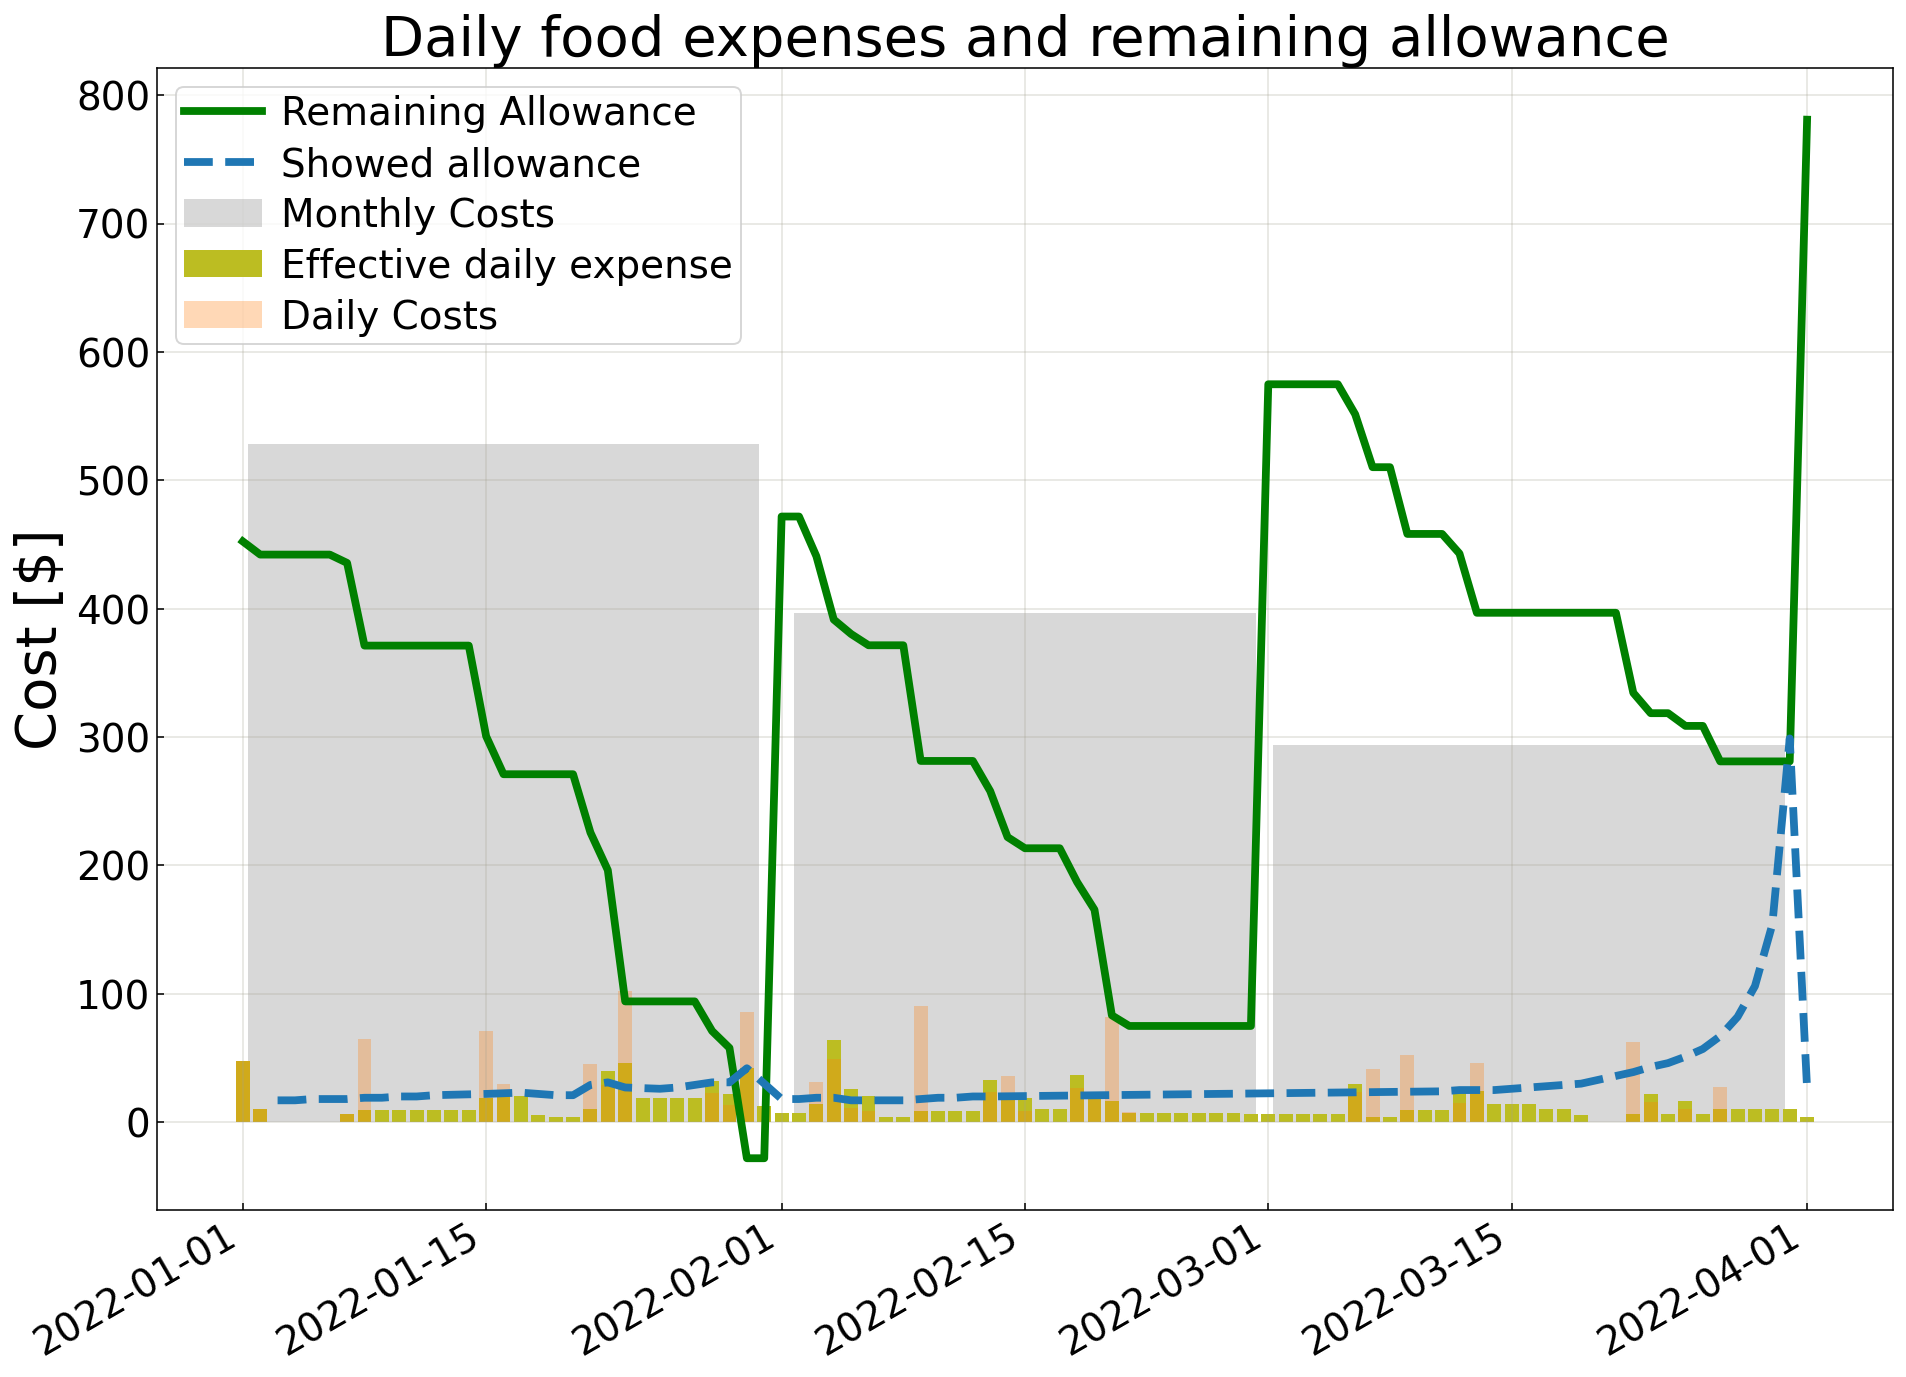 Daily food expenses and remaining allowance
Cost [$]
800
700
600
500
400
300
200
100
0
Remaining Allowance
Showed allowance
Monthly Costs
Effective daily expense
Daily Costs
2022-01-01
2022-01-15
2022-02-01
2022-02-15
2022-03-01
2022-03-15
2022-04-01